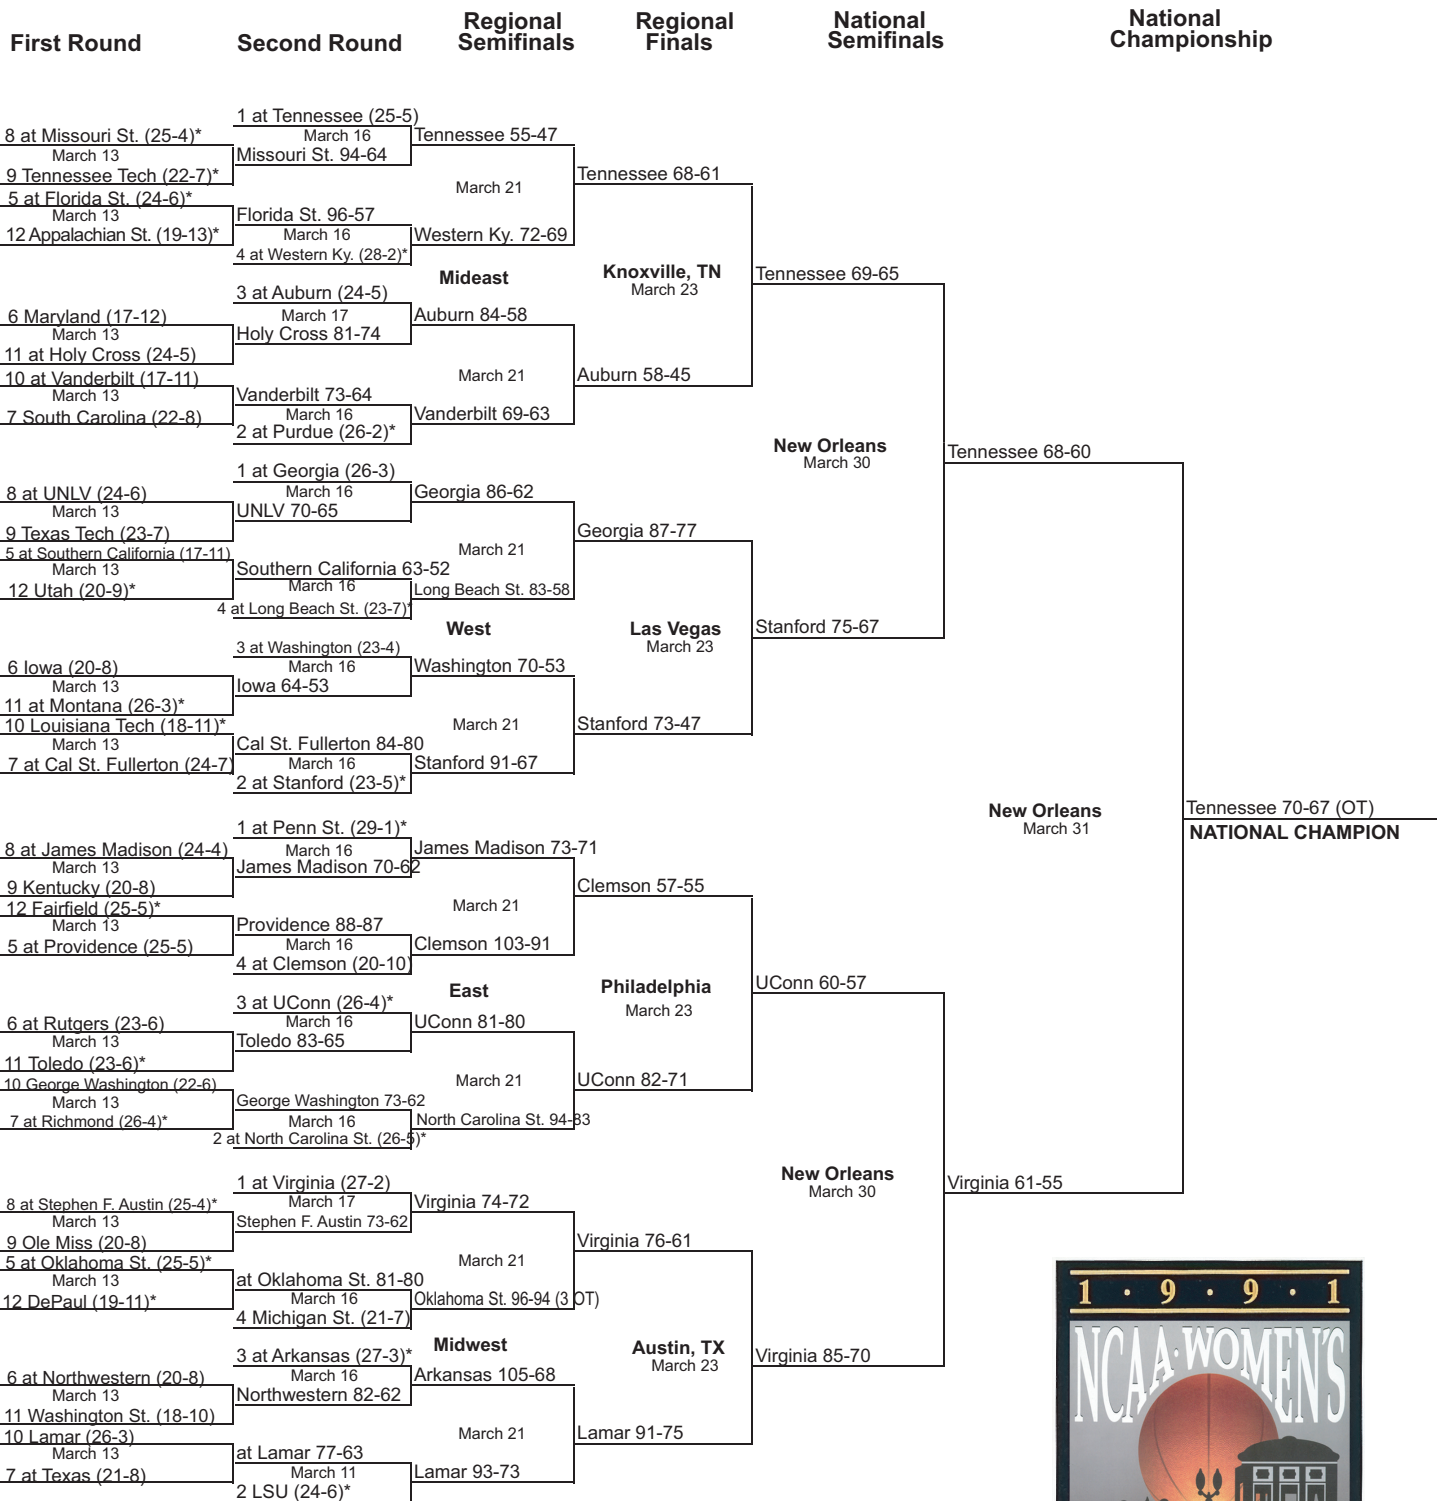 First Round
Second Round
Regional
Semifinals
Regional
Finals
National
Semifinals
National
Championship
1 at Tennessee (25-5)
8 at Missouri St. (25-4)*
March 16
Tennessee 55-47
March 13
Missouri St. 94-64
9 Tennessee Tech (22-7)*
March 21
Tennessee 68-61
5 at Florida St. (24-6)*
March 13
Florida St. 96-57
12 Appalachian St. (19-13)*
March 16
Western Ky. 72-69
4 at Western Ky. (28-2)*
Mideast
Knoxville, TN
March 23
Tennessee 69-65
3 at Auburn (24-5)
6 Maryland (17-12)
March 17
Auburn 84-58
March 13
Holy Cross 81-74
11 at Holy Cross (24-5)
10 at Vanderbilt (17-11)
March 21
Auburn 58-45
March 13
Vanderbilt 73-64
7 South Carolina (22-8)
March 16
Vanderbilt 69-63
2 at Purdue (26-2)*
New Orleans
March 30
Tennessee 68-60
1 at Georgia (26-3)
8 at UNLV (24-6)
March 16
Georgia 86-62
March 13
UNLV 70-65
9 Texas Tech (23-7)
Georgia 87-77
5 at Southern California (17-11)
March 21
March 13
Southern California 63-52
12 Utah (20-9)*
March 16
Long Beach St. 83-58
4 at Long Beach St. (23-7)*
West
Las Vegas
March 23
Stanford 75-67
3 at Washington (23-4)
6 Iowa (20-8)
March 16
Washington 70-53
March 13
Iowa 64-53
11 at Montana (26-3)*
10 Louisiana Tech (18-11)*
March 21
Stanford 73-47
March 13
Cal St. Fullerton 84-80
7 at Cal St. Fullerton (24-7)
March 16
Stanford 91-67
2 at Stanford (23-5)*
New Orleans
March 31
Tennessee 70-67 (OT)
NATIONAL CHAMPION
1 at Penn St. (29-1)*
8 at James Madison (24-4)
March 16
James Madison 73-71
March 13
James Madison 70-62
9 Kentucky (20-8)
Clemson 57-55
12 Fairfield (25-5)*
March 21
March 13
Providence 88-87
5 at Providence (25-5)
March 16
Clemson 103-91
4 at Clemson (20-10)
East
Philadelphia
March 23
UConn 60-57
3 at UConn (26-4)*
6 at Rutgers (23-6)
March 16
UConn 81-80
March 13
Toledo 83-65
11 Toledo (23-6)*
10 George Washington (22-6)
March 21
UConn 82-71
March 13
George Washington 73-62
7 at Richmond (26-4)*
March 16
North Carolina St. 94-83
2 at North Carolina St. (26-5)*
New Orleans
March 30
Virginia 61-55
1 at Virginia (27-2)
8 at Stephen F. Austin (25-4)*
March 17
Virginia 74-72
March 13
Stephen F. Austin 73-62
9 Ole Miss (20-8)
Virginia 76-61
5 at Oklahoma St. (25-5)*
March 21
March 13
at Oklahoma St. 81-80
12 DePaul (19-11)*
March 16
Oklahoma St. 96-94 (3 OT)
4 Michigan St. (21-7)
Midwest
Austin, TX
March 23
Virginia 85-70
3 at Arkansas (27-3)*
6 at Northwestern (20-8)
March 16
Arkansas 105-68
March 13
Northwestern 82-62
11 Washington St. (18-10)
10 Lamar (26-3)
March 21
Lamar 91-75
March 13
at Lamar 77-63
7 at Texas (21-8)
March 11
Lamar 93-73
2 LSU (24-6)*
1 · 9 · 9 · 1
NCAA · WOMEN'S